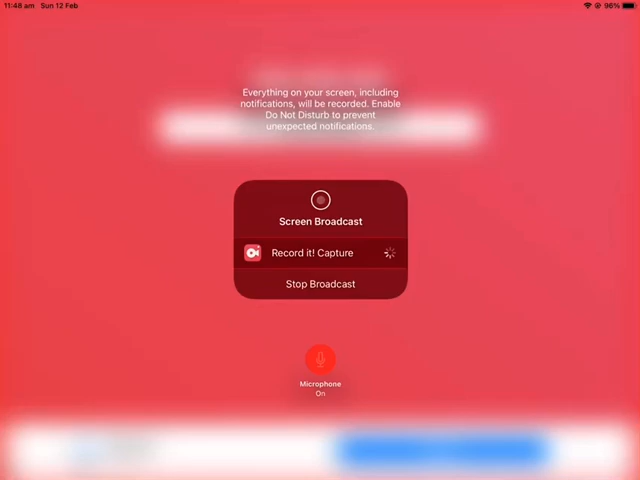 11:48 am Sun 12 Feb
96%
Everything on your screen, including
notifications, will be recorded. Enable
Do Not Disturb to prevent
unexpected notifications.
Screen Broadcast
Record it! Capture
Stop Broadcast
Microphone
On